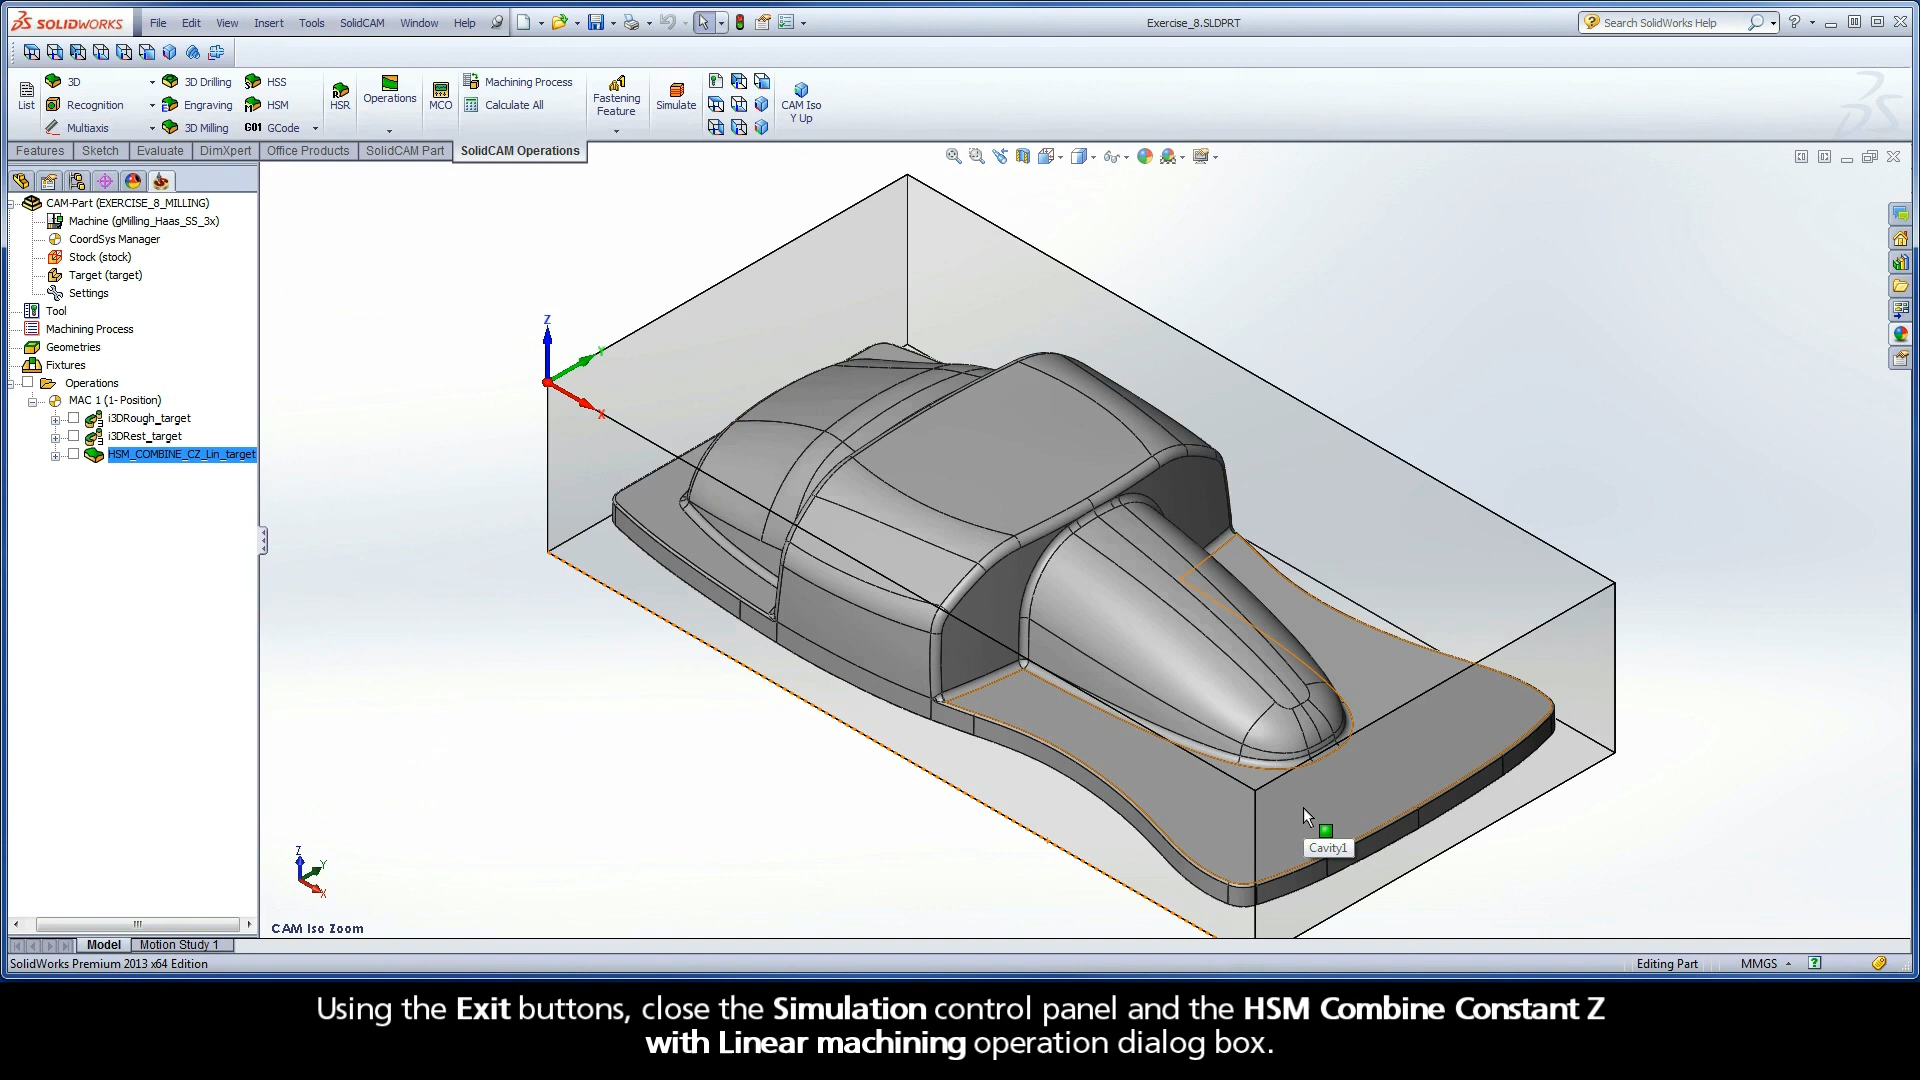 SOLIDWORKS
File Edit View Insert Tools SolidCAM Window Help
Exercise_8.SLDPRT
Search SolidWorks Help
3D
3D Drilling
HSS
Recognition
Engraving
HSM
Multiaxis
3D Milling
G01 GCode
List
HSR
Operations
MCO
Machining Process
Calculate All
Fastening
Feature
Simulate
CAM Iso
Y Up
Features Sketch Evaluate DimXpert Office Products SolidCAM Part SolidCAM Operations
CAM-Part (EXERCISE_8_MILLING)
Machine (gMilling_Haas_SS_3x)
CoordSys Manager
Stock (stock)
Target (target)
Settings
Tool
Machining Process
Geometries
Fixtures
Operations
MAC 1 (1- Position)
i3DRough_target
i3DRest_target
HSM_COMBINE_CZ_Lin_target
Z
Y
X
Cavity1
Z
Y
X
CAM Iso Zoom
Model Motion Study 1
SolidWorks Premium 2013 x64 Edition
Editing Part MMGS
Using the Exit buttons, close the Simulation control panel and the HSM Combine Constant Z
with Linear machining operation dialog box.